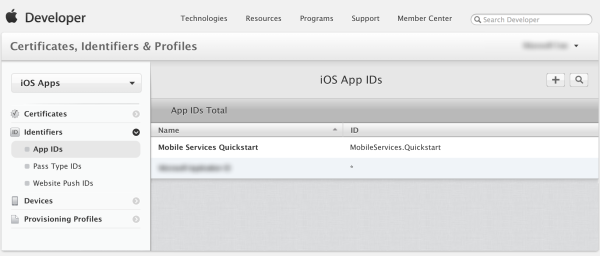 Developer
Technologies Resources Programs Support Member Center Search Developer
Certificates, Identifiers & Profiles
iOS Apps
iOS App IDs
Certificates
App IDs Total
Identifiers
Name ID
App IDs
Mobile Services Quickstart MobileServices.Quickstart
Pass Type IDs
*
Website Push IDs
Devices
Provisioning Profiles